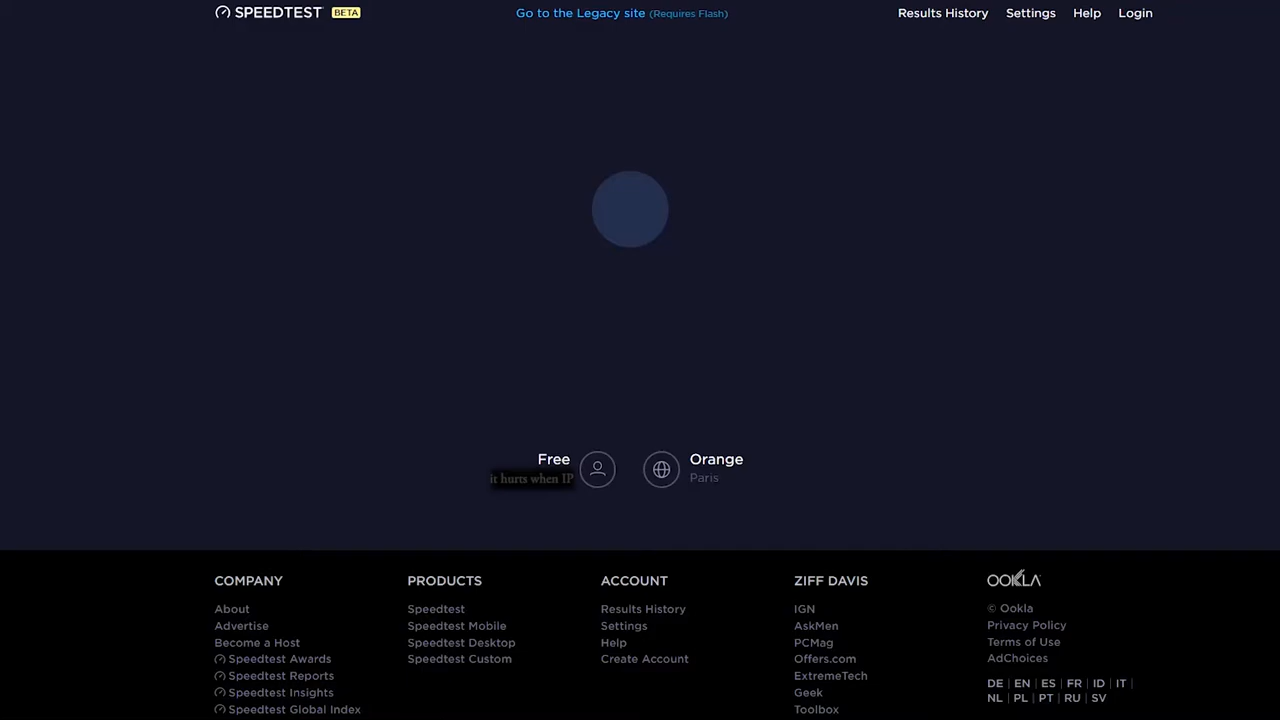 SPEEDTEST BETA
Go to the Legacy site (Requires Flash)
Results History Settings Help Login
Free
it hurts when IP
Orange
Paris
COMPANY
About
Advertise
Become a Host
Speedtest Awards
Speedtest Reports
Speedtest Insights
Speedtest Global Index
PRODUCTS
Speedtest
Speedtest Mobile
Speedtest Desktop
Speedtest Custom
ACCOUNT
Results History
Settings
Help
Create Account
ZIFF DAVIS
IGN
AskMen
PCMag
Offers.com
ExtremeTech
Geek
Toolbox
OOKLA
© Ookla
Privacy Policy
Terms of Use
AdChoices
DE | EN | ES | FR | ID | IT |
NL | PL | PT | RU | SV